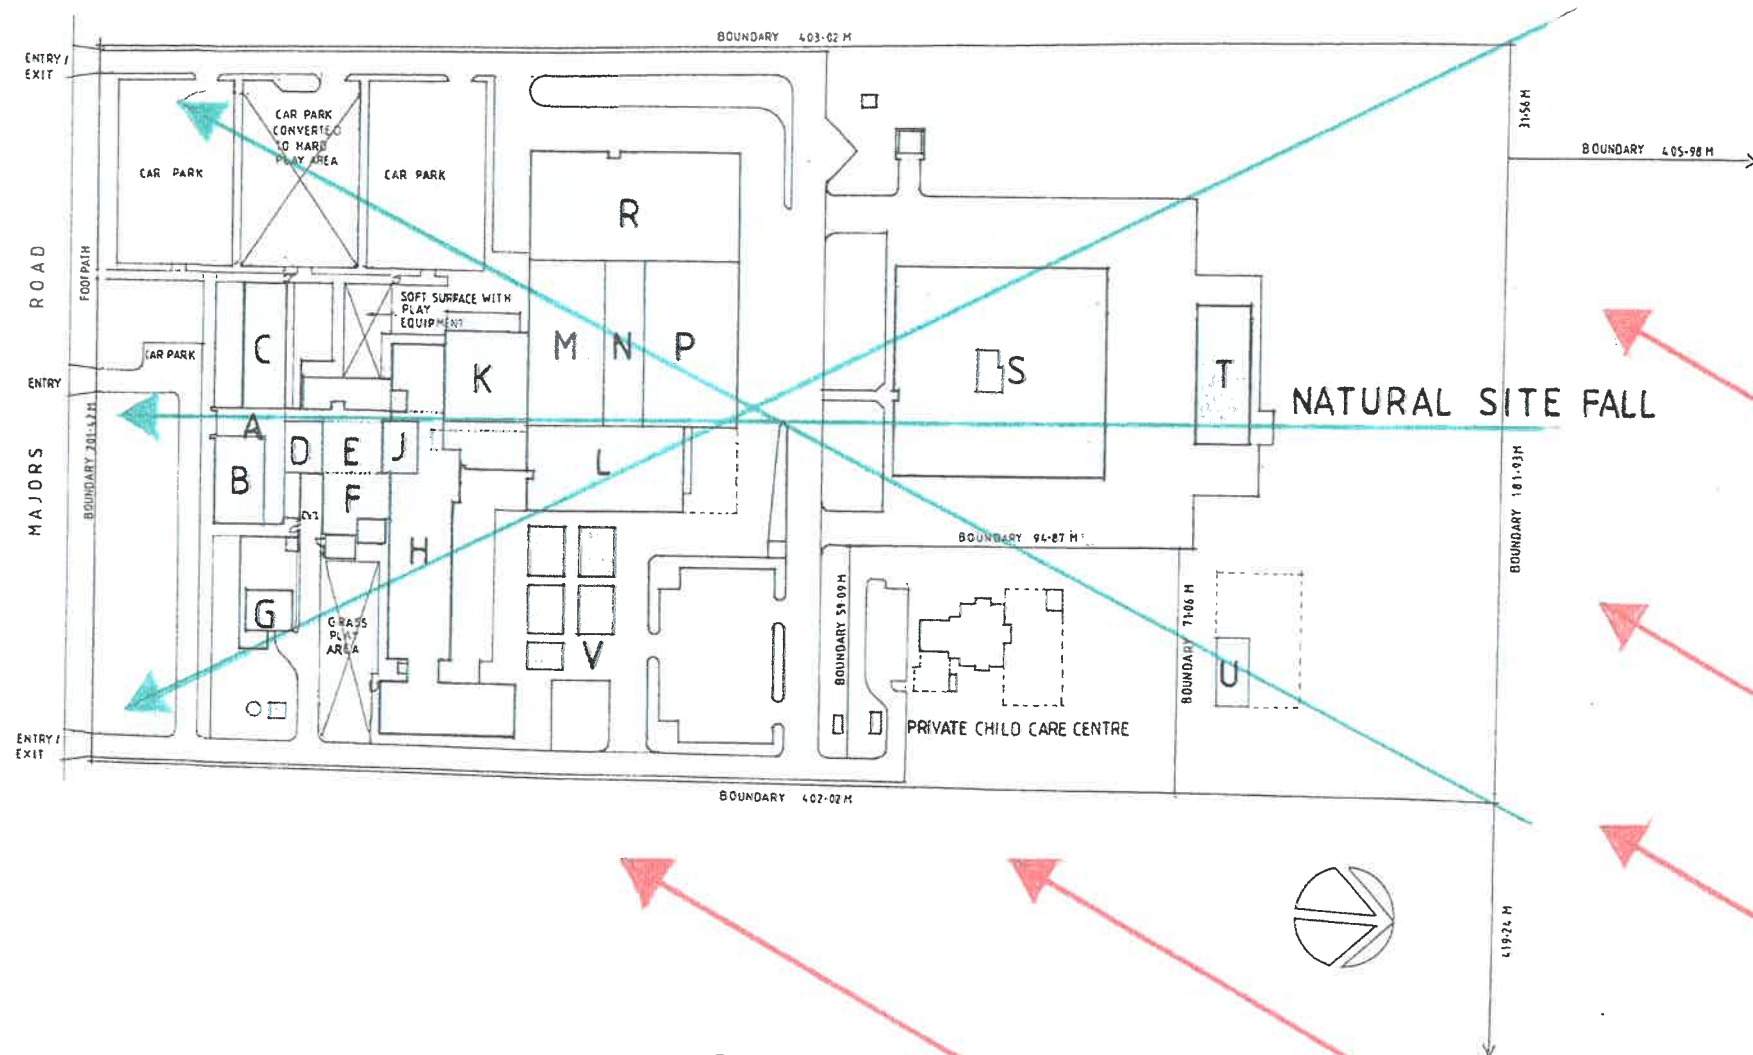 BOUNDARY 403·02 M
ENTRY /
EXIT
31·56 M
BOUNDARY 405·98 M
CAR PARK
CONVERTED
TO HARD
PLAY AREA
CAR PARK
CAR PARK
R
ROAD
FOOTPATH
SOFT SURFACE WITH
PLAY
EQUIPMENT
C
M
N
P
K
S
T
CAR PARK
ENTRY
NATURAL SITE FALL
A
D
E
J
L
B
F
MAJORS
BOUNDARY 201·42 M
BOUNDARY 181·93 M
H
BOUNDARY 94·87 M
G
GRASS
PLAY
AREA
V
BOUNDARY 59·09 M
BOUNDARY 71·06 M
U
PRIVATE CHILD CARE CENTRE
ENTRY /
EXIT
BOUNDARY 402·02 M
419·24 M